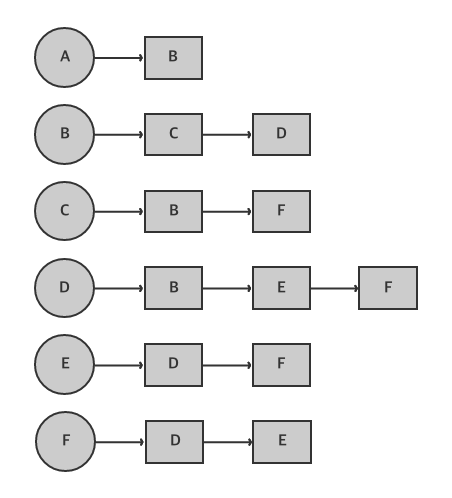 A B
B C D
C B F
D B E F
E D F
F D E